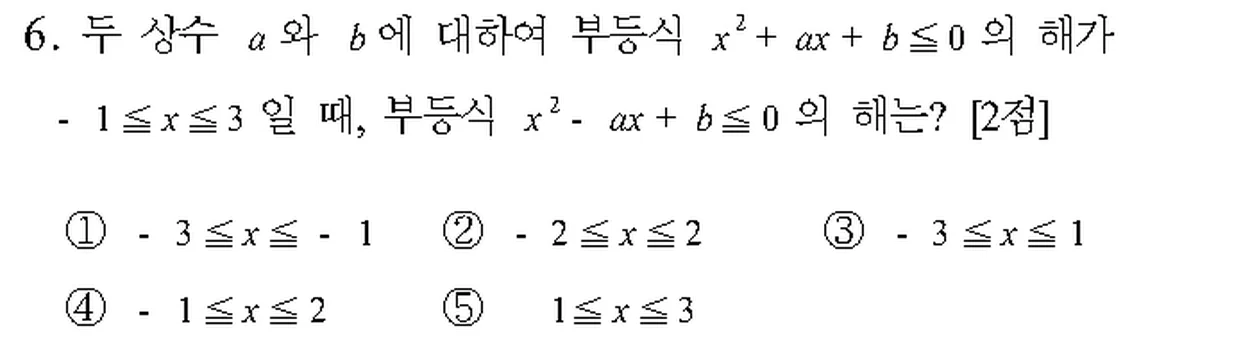 6. 두 상수 a 와 b 에 대하여 부등식 x² + ax + b ≦ 0 의 해가
- 1 ≦ x ≦ 3 일 때, 부등식 x² - ax + b ≦ 0 의 해는? [2점]
① - 3 ≦ x ≦ - 1 ② - 2 ≦ x ≦ 2 ③ - 3 ≦ x ≦ 1
④ - 1 ≦ x ≦ 2 ⑤ 1 ≦ x ≦ 3